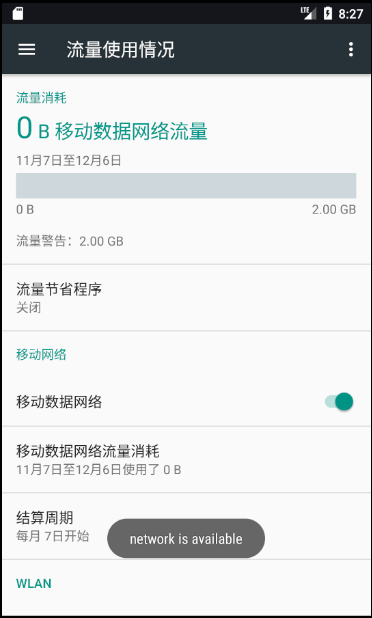 LTE 8:27
流量使用情况
流量消耗
0 B 移动数据网络流量
11月7日至12月6日
0 B 2.00 GB
流量警告：2.00 GB
流量节省程序
关闭
移动网络
移动数据网络
移动数据网络流量消耗
11月7日至12月6日使用了 0 B
结算周期
每月 7日开始
network is available
WLAN